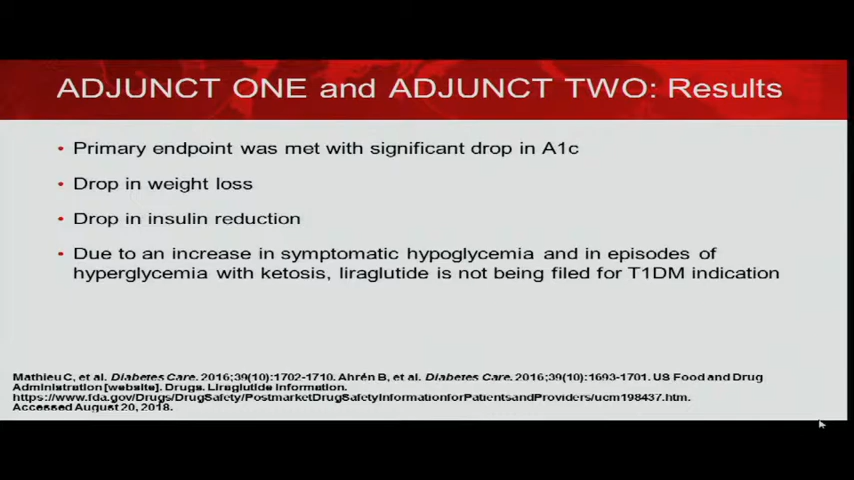 ADJUNCT ONE and ADJUNCT TWO: Results
• Primary endpoint was met with significant drop in A1c
• Drop in weight loss
• Drop in insulin reduction
• Due to an increase in symptomatic hypoglycemia and in episodes of
hyperglycemia with ketosis, liraglutide is not being filed for T1DM indication
Mathieu C, et al. Diabetes Care. 2016;39(10):1702-1710. Ahrén B, et al. Diabetes Care. 2016;39(10):1693-1701. US Food and Drug
Administration [website]. Drugs. Liraglutide Information.
https://www.fda.gov/Drugs/DrugSafety/PostmarketDrugSafetyInformationforPatientsandProviders/ucm198437.htm.
Accessed August 20, 2018.